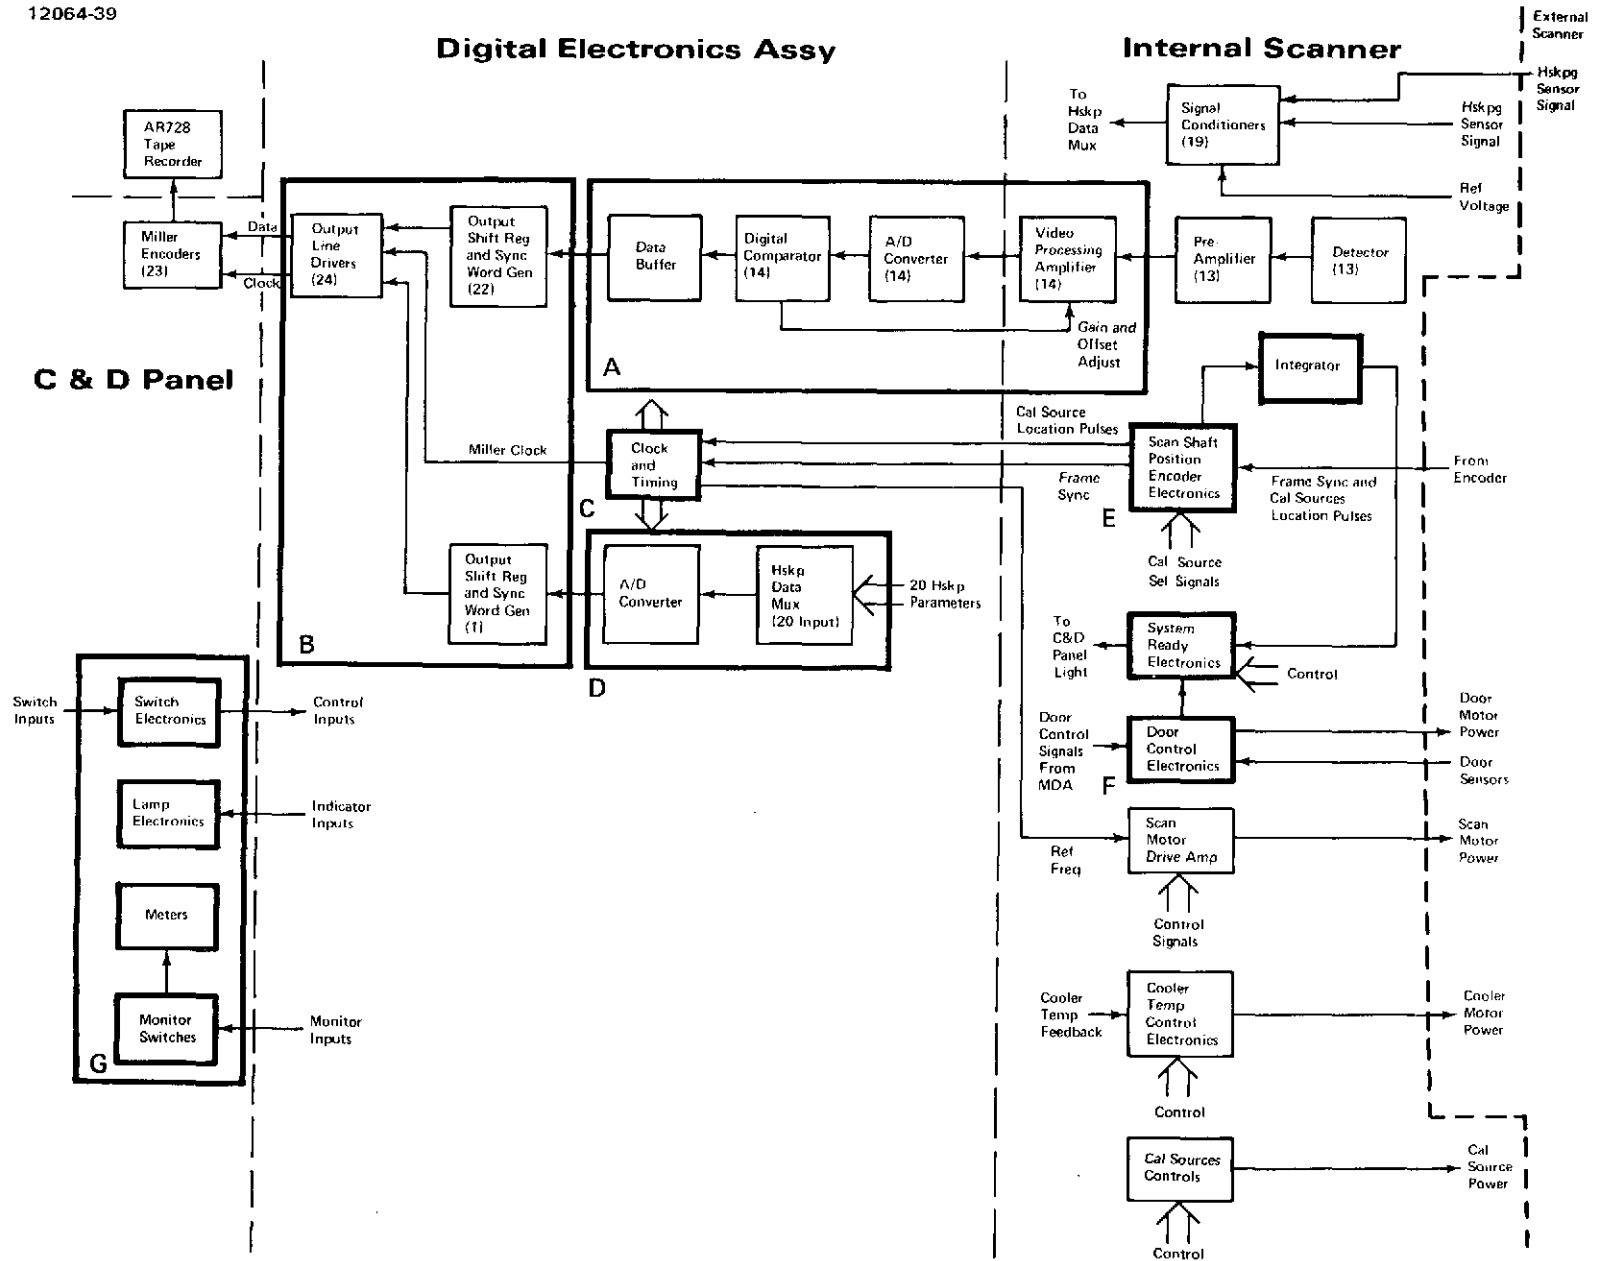 12064-39
Digital Electronics Assy
Internal Scanner
External
Scanner
AR728
Tape
Recorder
To
Hskp
Data
Mux
Signal
Conditioners
(19)
Hskpg
Sensor
Signal
Hskpg
Sensor
Signal
Ref
Voltage
Miller
Encoders
(23)
Data
Clock
Output
Line
Drivers
(24)
Output
Shift Reg
and Sync
Word Gen
(22)
Data
Buffer
Digital
Comparator
(14)
A/D
Converter
(14)
Video
Processing
Amplifier
(14)
Pre-
Amplifier
(13)
Detector
(13)
Gain and
Offset
Adjust
A
C & D Panel
Integrator
Cal Source
Location Pulses
Miller Clock
Clock
and
Timing
C
Frame
Sync
Scan Shaft
Position
Encoder
Electronics
E
From
Encoder
Frame Sync and
Cal Sources
Location Pulses
Cal Source
Sel Signals
Output
Shift Reg
and Sync
Word Gen
(1)
B
A/D
Converter
Hskp
Data
Mux
(20 Input)
20 Hskp
Parameters
D
To
C&D
Panel
Light
System
Ready
Electronics
Control
Switch
Inputs
Switch
Electronics
Control
Inputs
Door
Control
Signals
From
MDA
Door
Control
Electronics
F
Door
Motor
Power
Door
Sensors
Lamp
Electronics
Indicator
Inputs
Ref
Freq
Scan
Motor
Drive Amp
Scan
Motor
Power
Control
Signals
Meters
Monitor
Switches
Monitor
Inputs
G
Cooler
Temp
Feedback
Cooler
Temp
Control
Electronics
Cooler
Motor
Power
Control
Cal Sources
Controls
Cal
Source
Power
Control